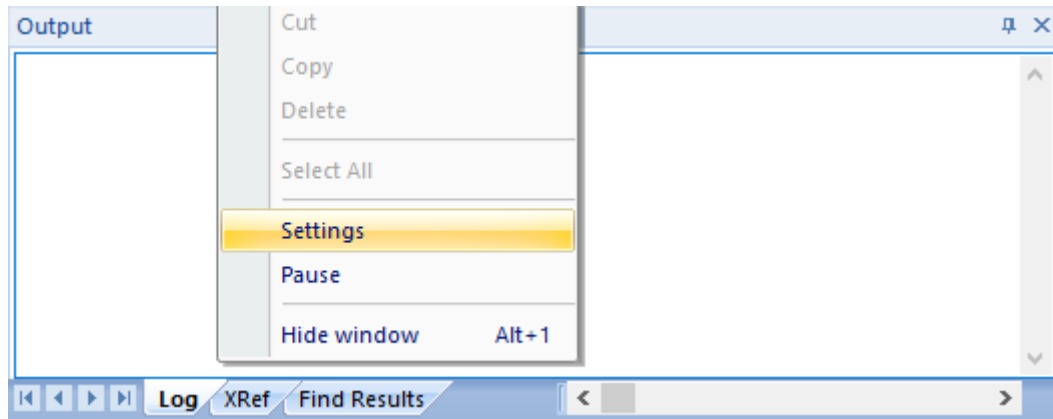 Output
Cut
Copy
Delete
Select All
Settings
Pause
Hide window Alt+1
Log XRef Find Results